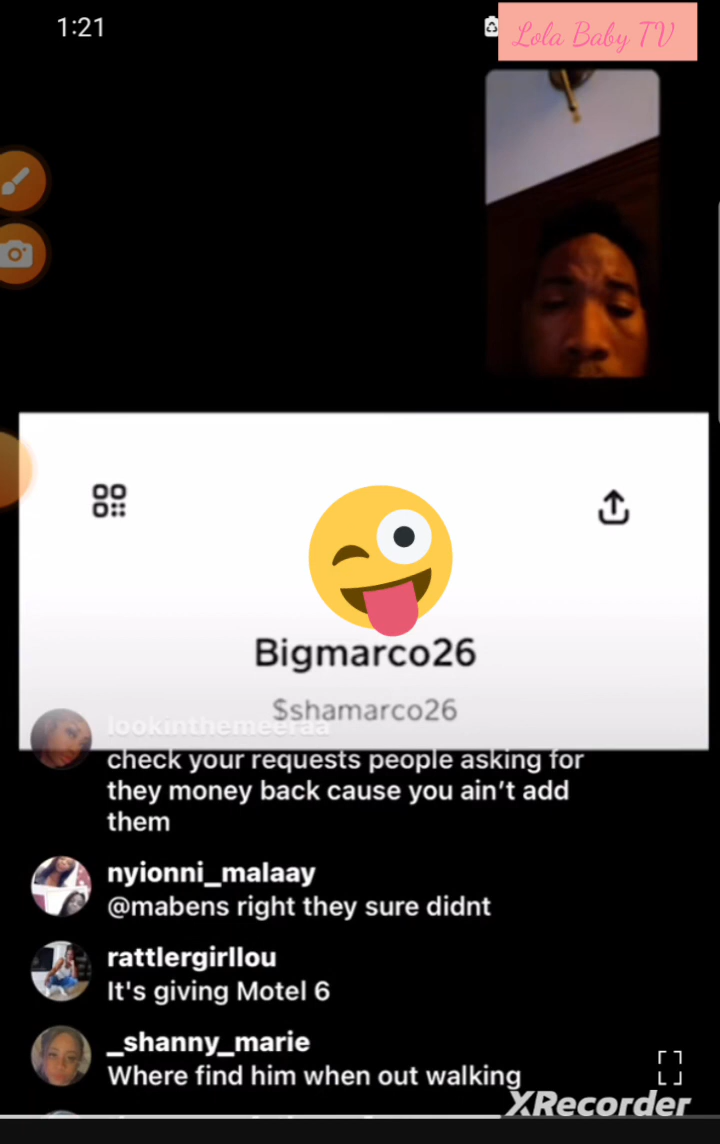 1:21
Lola Baby TV
Bigmarco26
$shamarco26
lookinthemeeraa
check your requests people asking for
they money back cause you ain’t add
them
nyionni_malaay
@mabens right they sure didnt
rattlergirllou
It's giving Motel 6
_shanny_marie
Where find him when out walking
XRecorder